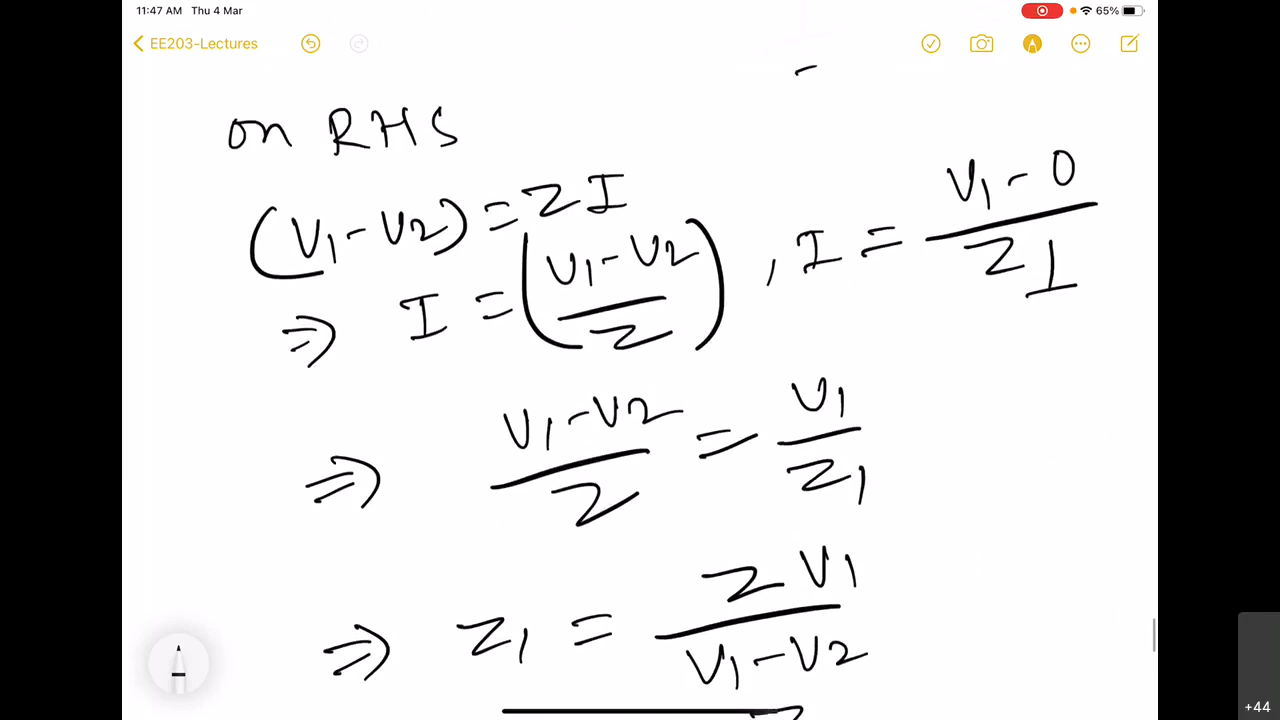 11:47 AM Thu 4 Mar 65%
EE203-Lectures
on RHS
(V1 - V2) = ZI
⇒ I = (V1 - V2 / Z), I = V1 - 0 / Z1
⇒ V1 - V2 / Z = V1 / Z1
⇒ Z1 = Z V1 / V1 - V2
+44